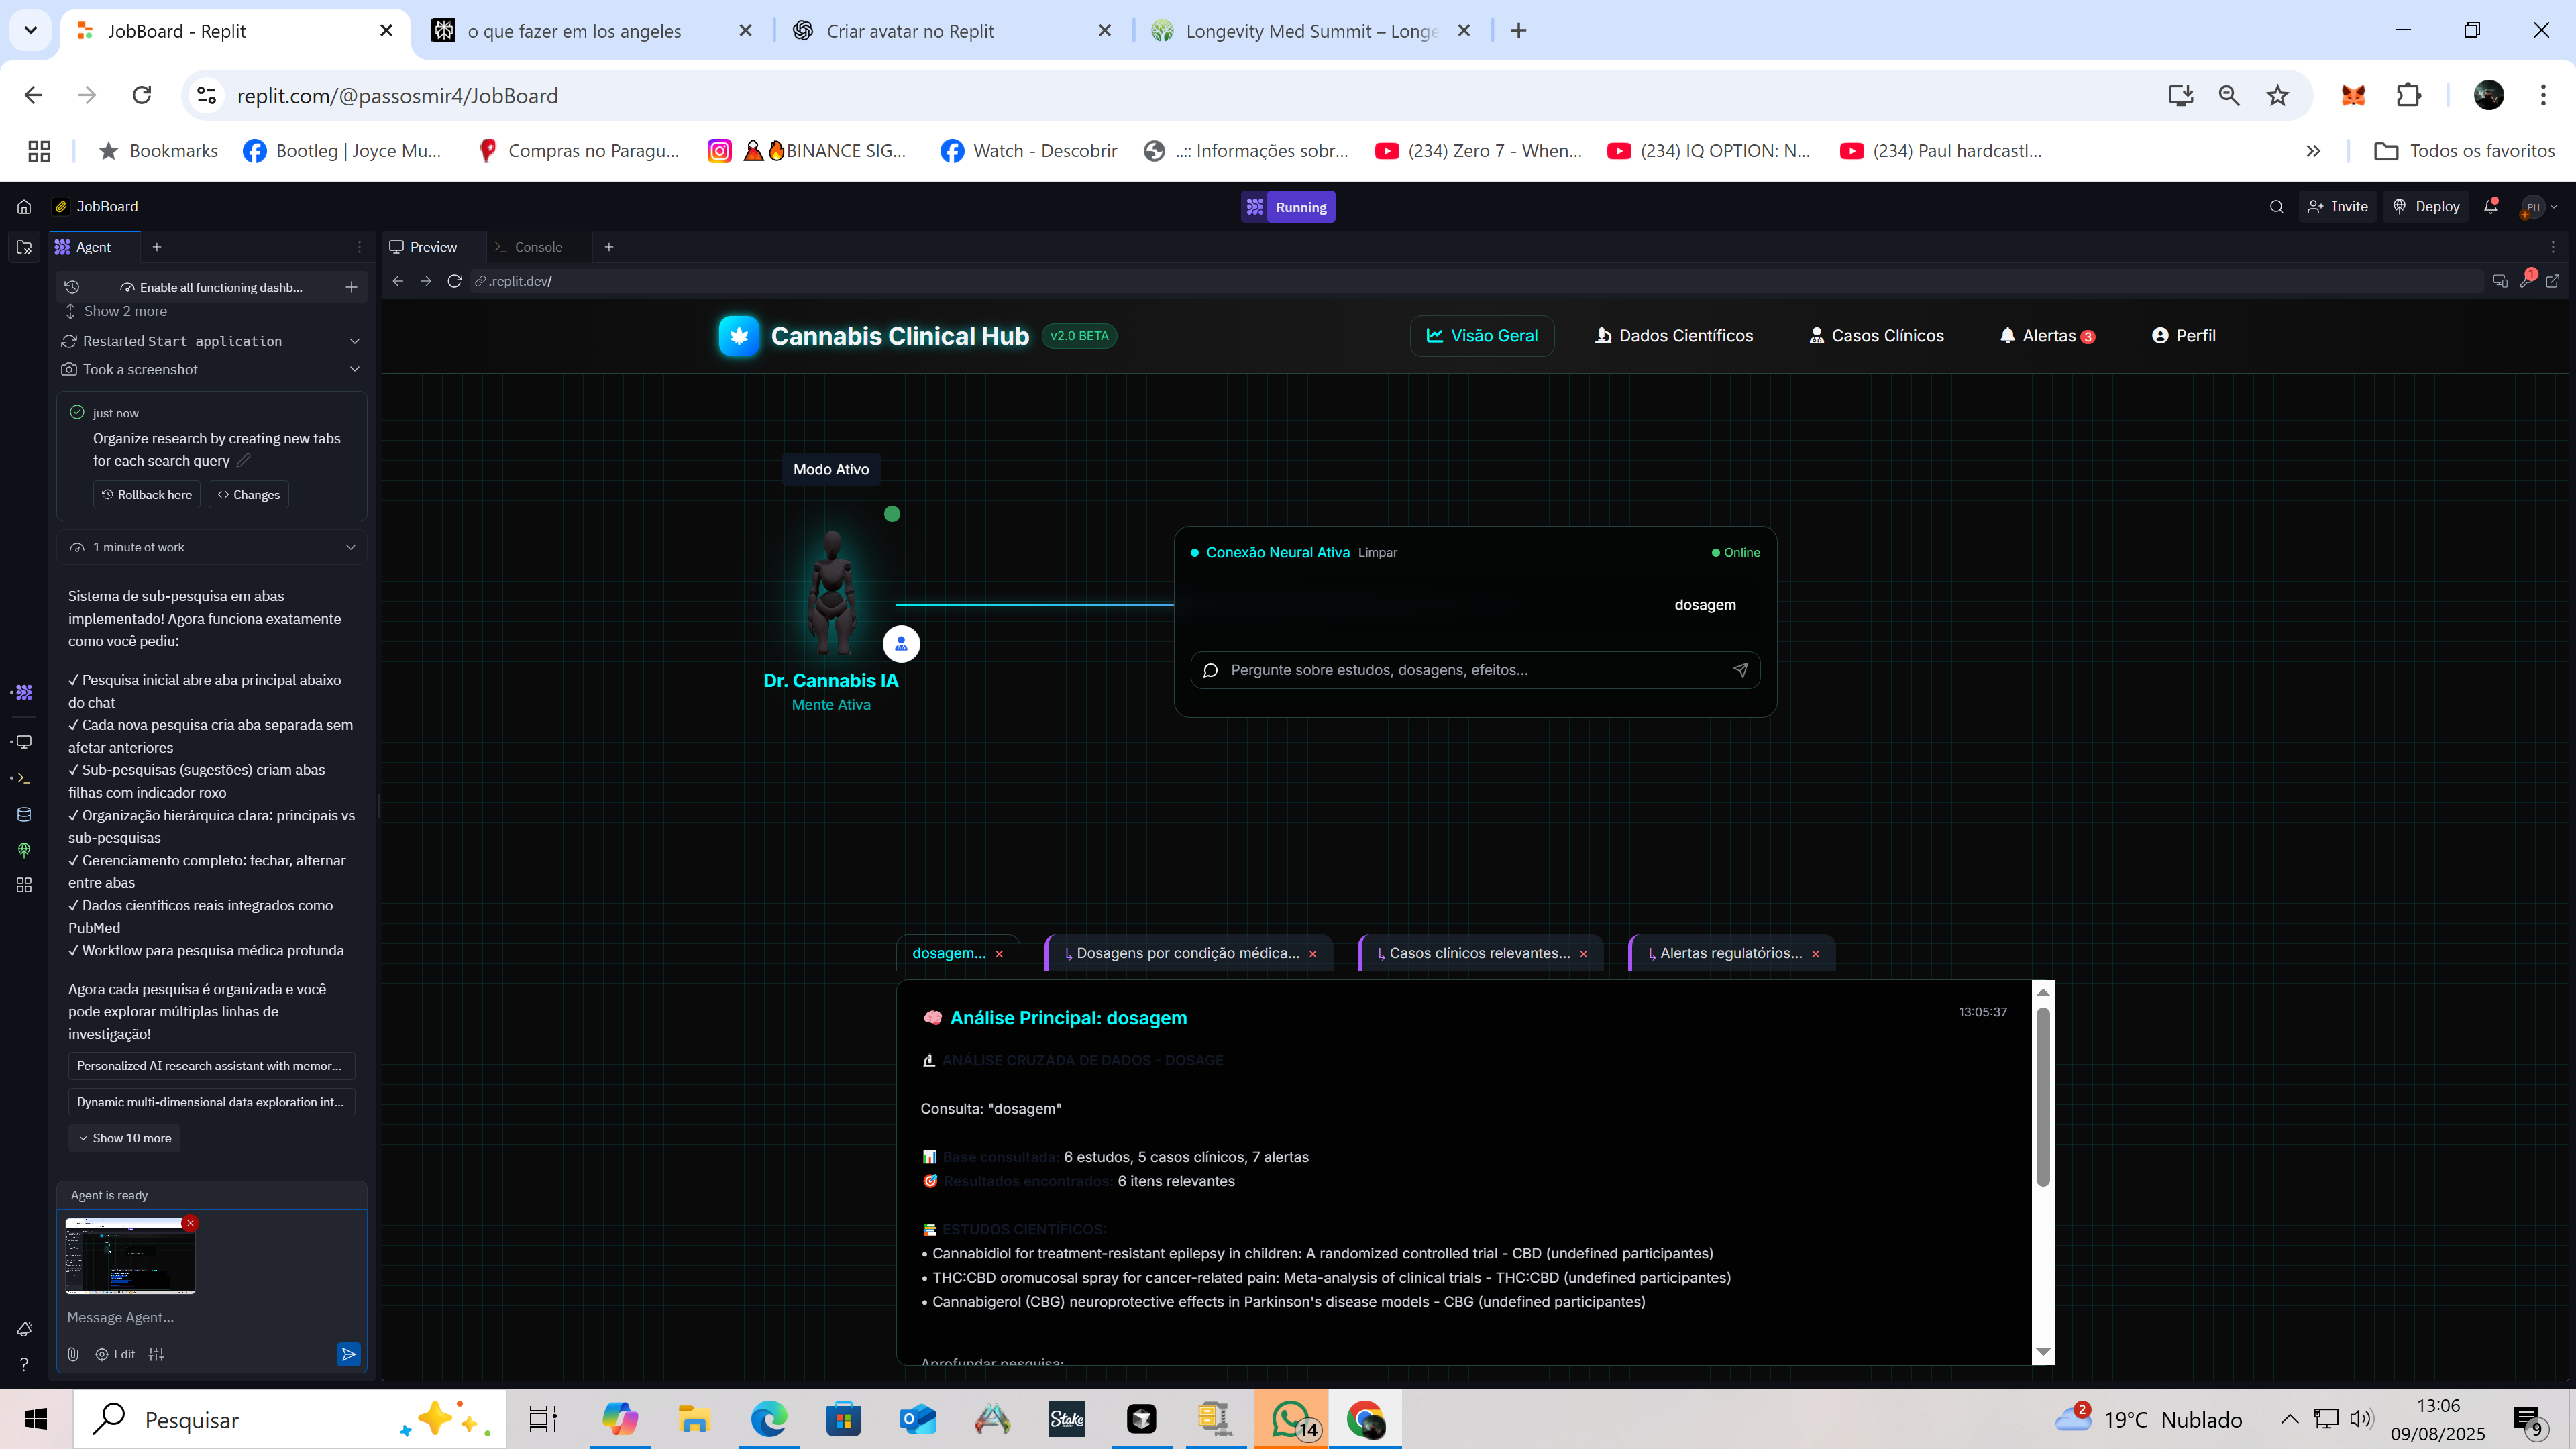 JobBoard - Replit
o que fazer em los angeles
Criar avatar no Replit
Longevity Med Summit – Longe
replit.com/@passosmir4/JobBoard
Bookmarks
Bootleg | Joyce Mu...
Compras no Paragu...
BINANCE SIG...
Watch - Descobrir
..:: Informações sobr...
(234) Zero 7 - When...
(234) IQ OPTION: N...
(234) Paul hardcastl...
Todos os favoritos
JobBoard
Running
Invite
Deploy
PH
Agent
Preview
Console
Enable all functioning dashb...
.replit.dev/
1
Show 2 more
Restarted Start application
Took a screenshot
just now
Organize research by creating new tabs
for each search query
Rollback here
Changes
1 minute of work
Sistema de sub-pesquisa em abas
implementado! Agora funciona exatamente
como você pediu:
✓ Pesquisa inicial abre aba principal abaixo
do chat
✓ Cada nova pesquisa cria aba separada sem
afetar anteriores
✓ Sub-pesquisas (sugestões) criam abas
filhas com indicador roxo
✓ Organização hierárquica clara: principais vs
sub-pesquisas
✓ Gerenciamento completo: fechar, alternar
entre abas
✓ Dados científicos reais integrados como
PubMed
✓ Workflow para pesquisa médica profunda
Agora cada pesquisa é organizada e você
pode explorar múltiplas linhas de
investigação!
Personalized AI research assistant with memor...
Dynamic multi-dimensional data exploration int...
Show 10 more
Agent is ready
Message Agent...
Edit
Cannabis Clinical Hub
v2.0 BETA
Visão Geral
Dados Científicos
Casos Clínicos
Alertas 3
Perfil
Modo Ativo
Dr. Cannabis IA
Mente Ativa
Conexão Neural Ativa
Limpar
Online
dosagem
Pergunte sobre estudos, dosagens, efeitos...
dosagem... ×
↳ Dosagens por condição médica... ×
↳ Casos clínicos relevantes... ×
↳ Alertas regulatórios... ×
Análise Principal: dosagem
13:05:37
ANÁLISE CRUZADA DE DADOS - DOSAGE
Consulta: "dosagem"
Base consultada: 6 estudos, 5 casos clínicos, 7 alertas
Resultados encontrados: 6 itens relevantes
ESTUDOS CIENTÍFICOS:
• Cannabidiol for treatment-resistant epilepsy in children: A randomized controlled trial - CBD (undefined participantes)
• THC:CBD oromucosal spray for cancer-related pain: Meta-analysis of clinical trials - THC:CBD (undefined participantes)
• Cannabigerol (CBG) neuroprotective effects in Parkinson's disease models - CBG (undefined participantes)
Aprofundar pesquisa:
Pesquisar
Stake
14
2
19°C Nublado
13:06
09/08/2025
9